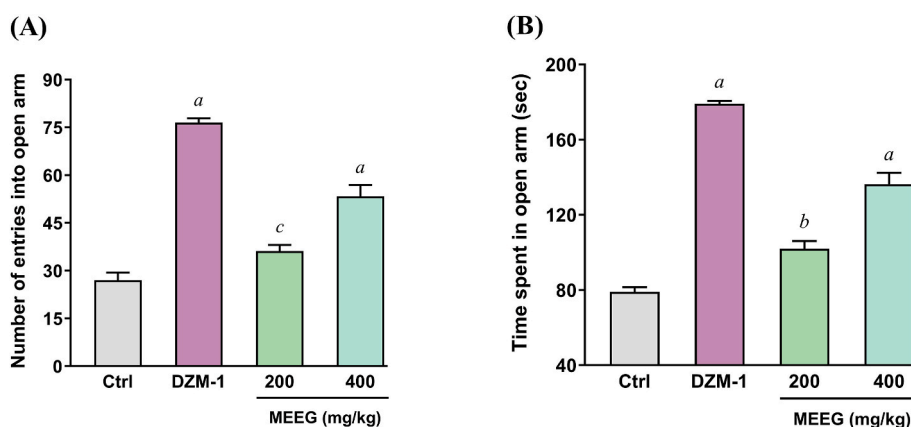 (A)
Number of entries into open arm
90
75
60
45
30
15
0
a
c
a
Ctrl
DZM-1
200
400
MEEG (mg/kg)
(B)
Time spent in open arm (sec)
200
160
120
80
40
a
b
a
Ctrl
DZM-1
200
400
MEEG (mg/kg)